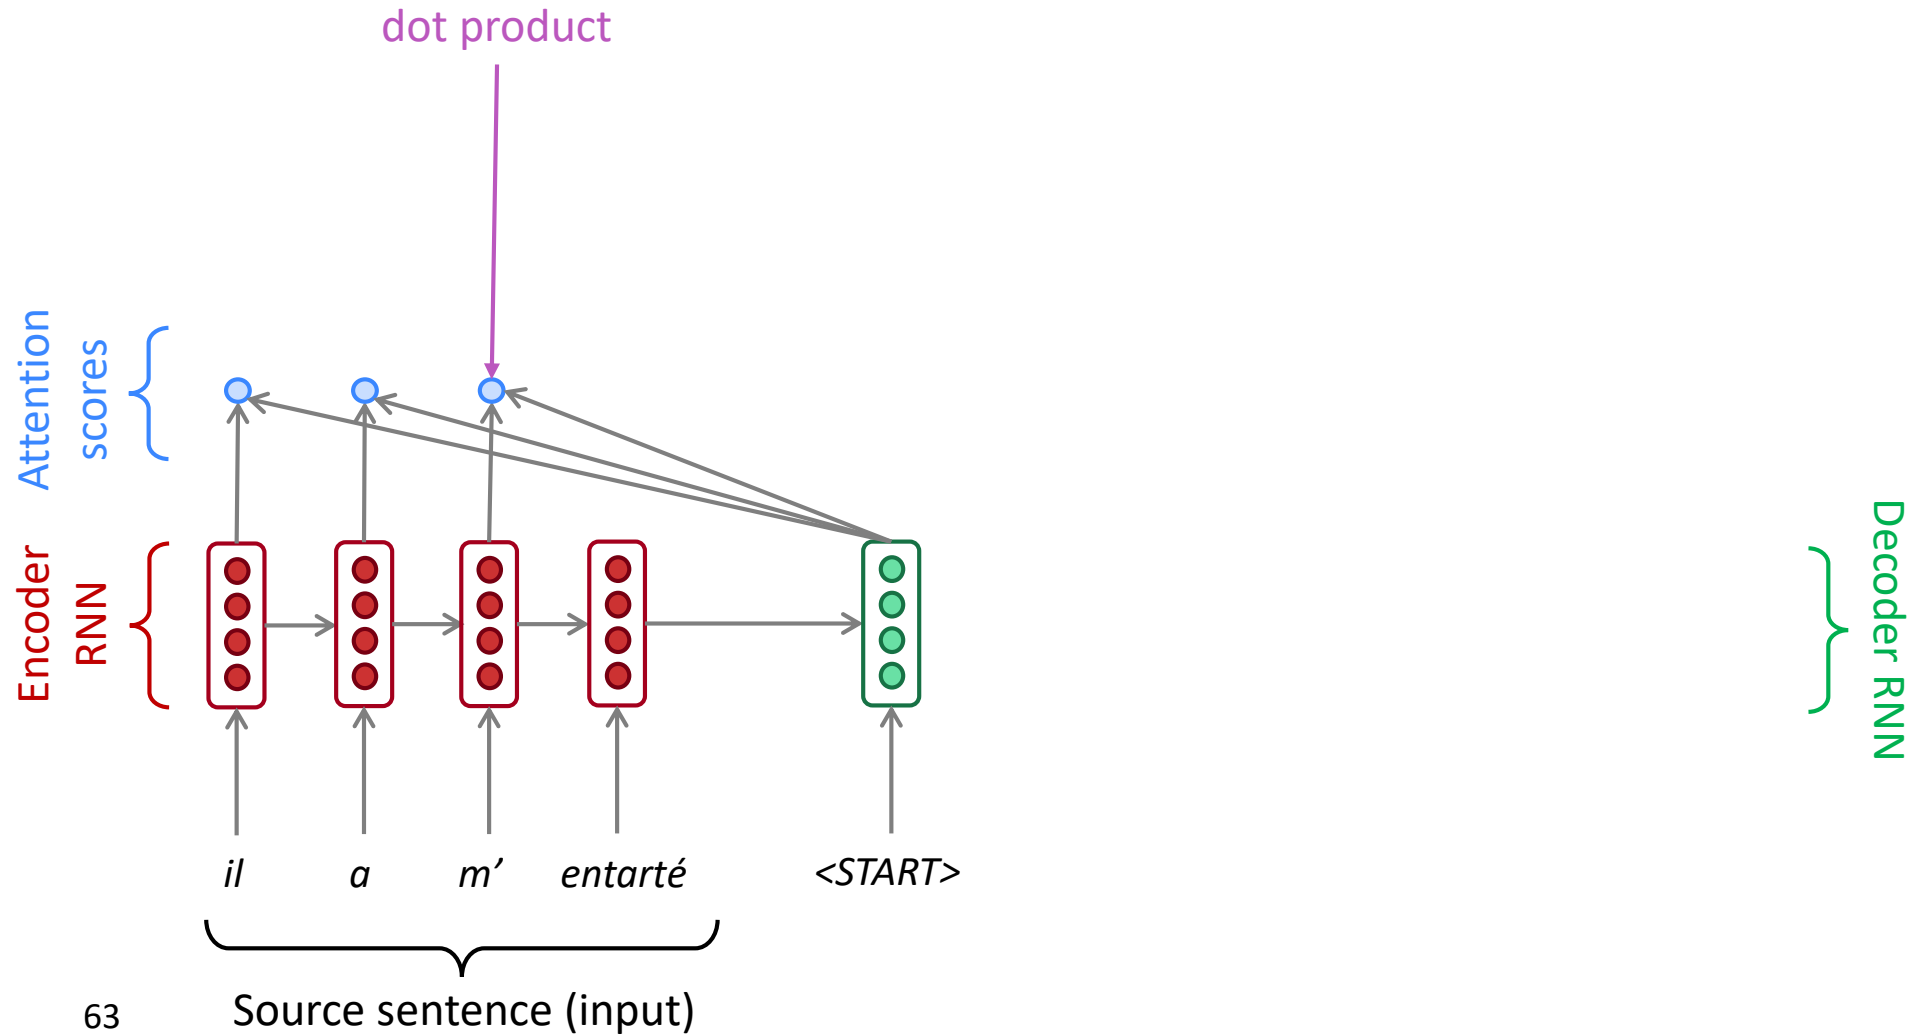 dot product
Attention
scores
Encoder
RNN
Decoder RNN
il a m’ entarté <START>
Source sentence (input)
63